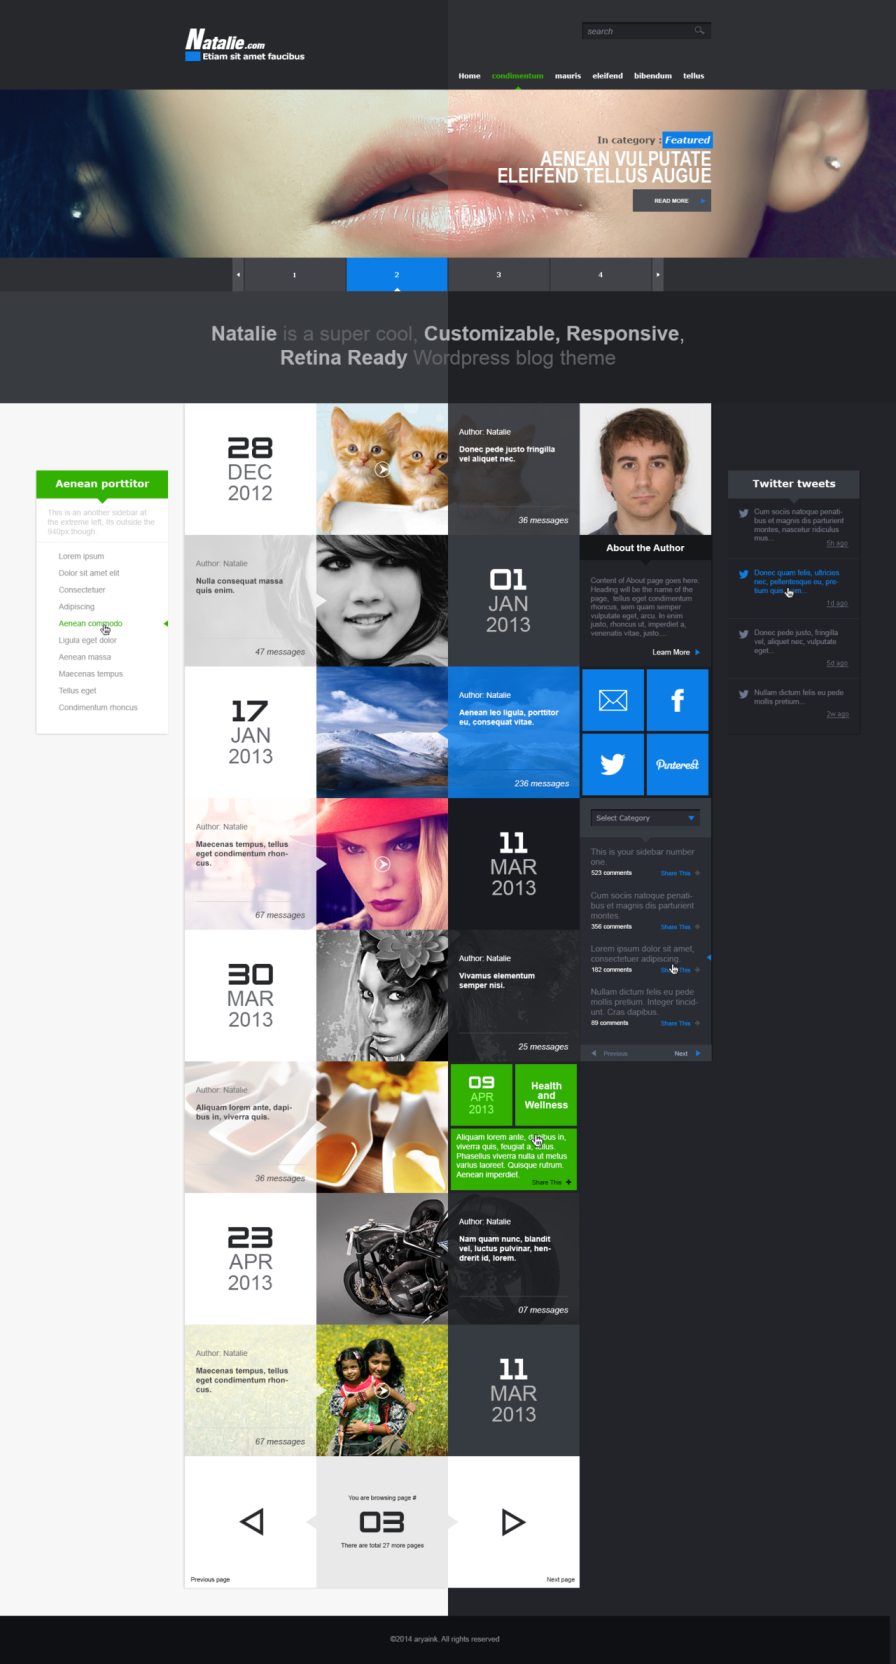 Natalie.com
Etiam sit amet faucibus
search
Home condimentum mauris eleifend bibendum tellus
In category : Featured
AENEAN VULPUTATE
ELEIFEND TELLUS AUGUE
READ MORE
1 2 3 4
Natalie is a super cool, Customizable, Responsive,
Retina Ready Wordpress blog theme
Aenean porttitor
This is an another sidebar at
the extreme left. Its outside the
940px though
Lorem ipsum
Dolor sit amet elit
Consectetuer
Adipiscing
Aenean commodo
Ligula eget dolor
Aenean massa
Maecenas tempus
Tellus eget
Condimentum rhoncus
28
DEC
2012
Author: Natalie
Donec pede justo fringilla
vel aliquet nec.
36 messages
Author: Natalie
Nulla consequat massa
quis enim.
47 messages
01
JAN
2013
17
JAN
2013
Author: Natalie
Aenean leo ligula, porttitor
eu, consequat vitae.
236 messages
Author: Natalie
Maecenas tempus, tellus
eget condimentum rhon-
cus.
67 messages
11
MAR
2013
30
MAR
2013
Author: Natalie
Vivamus elementum
semper nisi.
25 messages
Author: Natalie
Aliquam lorem ante, dapi-
bus in, viverra quis.
36 messages
09
APR
2013
Health
and
Wellness
Aliquam lorem ante, dapibus in,
viverra quis, feugiat a, tellus.
Phasellus viverra nulla ut metus
varius laoreet. Quisque rutrum.
Aenean imperdiet.
Share This +
23
APR
2013
Author: Natalie
Nam quam nunc, blandit
vel, luctus pulvinar, hen-
drerit id, lorem.
07 messages
Author: Natalie
Maecenas tempus, tellus
eget condimentum rhon-
cus.
67 messages
11
MAR
2013
You are browsing page #
03
There are total 27 more pages
Previous page
Next page
About the Author
Content of About page goes here.
Heading will be the name of the
page, tellus eget condimentum
rhoncus, sem quam semper
vulputate eget, arcu. In enim
justo, rhoncus ut, imperdiet a,
venenatis vitae, justo....
Learn More
f
Pinterest
Select Category
This is your sidebar number
one.
523 comments Share This +
Cum sociis natoque penati-
bus et magnis dis parturient
montes.
356 comments Share This +
Lorem ipsum dolor sit amet,
consectetuer adipiscing.
182 comments Share This +
Nullam dictum felis eu pede
mollis pretium. Integer tincid-
unt. Cras dapibus.
89 comments Share This +
Previous Next
Twitter tweets
Cum sociis natoque penati-
bus et magnis dis parturient
montes, nascetur ridiculus
mus...
5h ago
Donec quam felis, ultricies
nec, pellentesque eu, pre-
tium quis,
1d ago
Donec pede justo, fringilla
vel, aliquet nec, vulputate
eget...
5d ago
Nullam dictum felis eu pede
mollis pretium...
2w ago
©2014 aryaink. All rights reserved